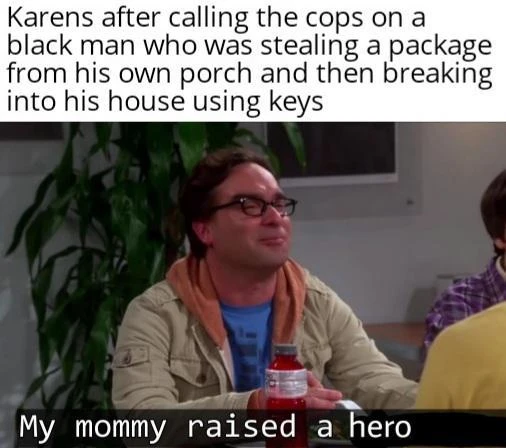 Karens after calling the cops on a
black man who was stealing a package
from his own porch and then breaking
into his house using keys
My mommy raised a hero